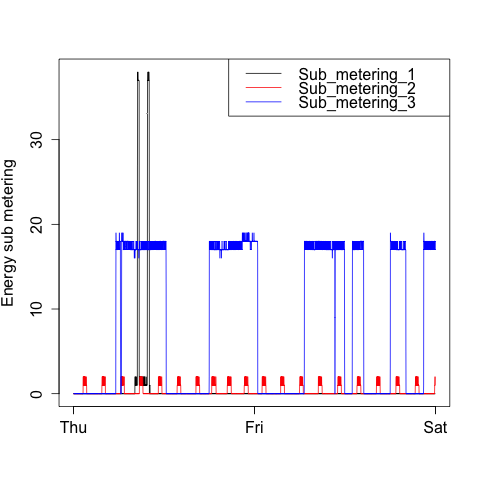 Sub_metering_1
Sub_metering_2
Sub_metering_3
Energy sub metering
30
20
10
0
Thu
Fri
Sat